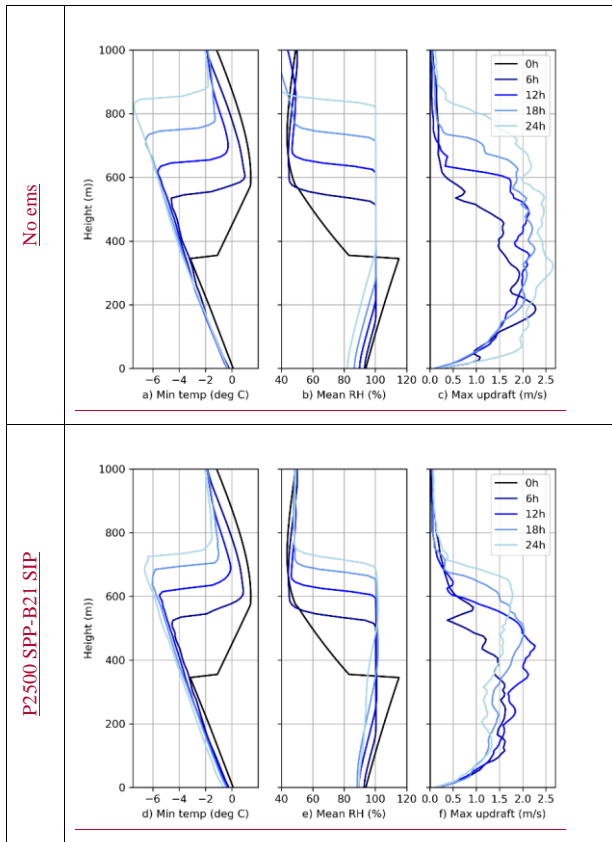 No ems
1000
800
600
400
200
0
Height (m))
−6 −4 −2 0
a) Min temp (deg C)
40 60 80 100 120
b) Mean RH (%)
0h
6h
12h
18h
24h
0.0 0.5 1.0 1.5 2.0 2.5
c) Max updraft (m/s)
P2500 SPP-B21 SIP
1000
800
600
400
200
0
Height (m))
−6 −4 −2 0
d) Min temp (deg C)
40 60 80 100 120
e) Mean RH (%)
0h
6h
12h
18h
24h
0.0 0.5 1.0 1.5 2.0 2.5
f) Max updraft (m/s)